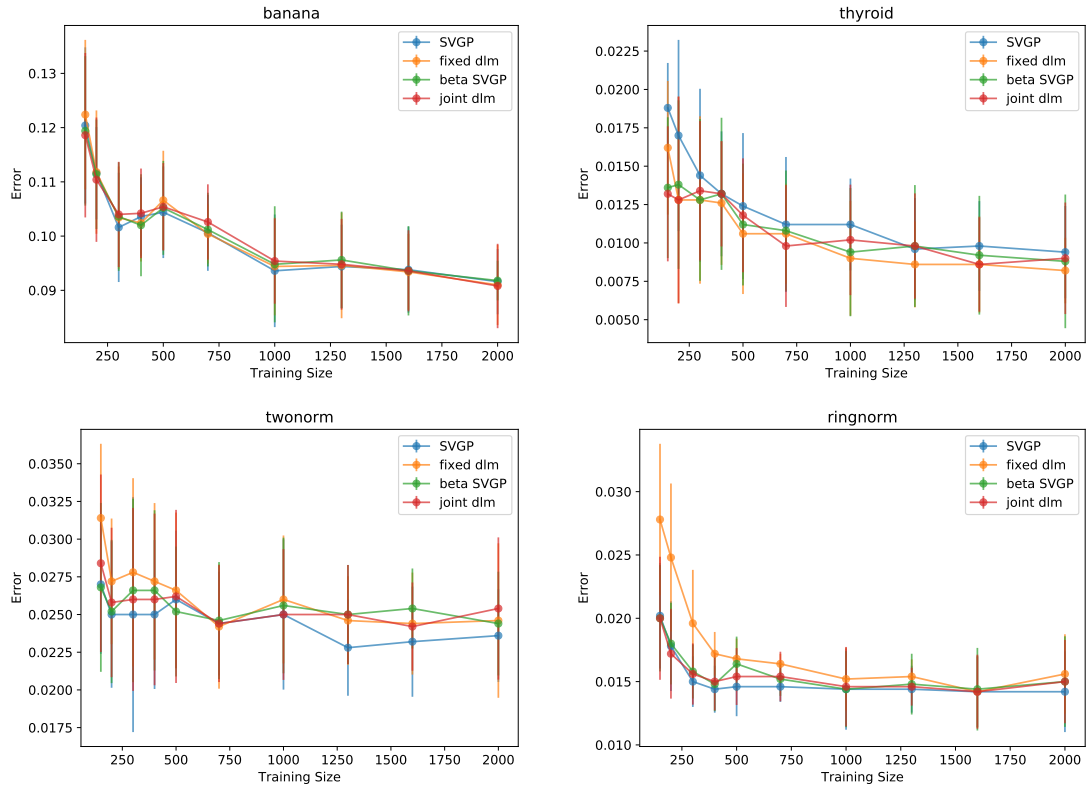 banana
SVGP
fixed dlm
beta SVGP
joint dlm
0.13
0.12
0.11
0.10
0.09
Error
250 500 750 1000 1250 1500 1750 2000
Training Size
thyroid
SVGP
fixed dlm
beta SVGP
joint dlm
0.0225
0.0200
0.0175
0.0150
0.0125
0.0100
0.0075
0.0050
Error
250 500 750 1000 1250 1500 1750 2000
Training Size
twonorm
SVGP
fixed dlm
beta SVGP
joint dlm
0.0350
0.0325
0.0300
0.0275
0.0250
0.0225
0.0200
0.0175
Error
250 500 750 1000 1250 1500 1750 2000
Training Size
ringnorm
SVGP
fixed dlm
beta SVGP
joint dlm
0.030
0.025
0.020
0.015
0.010
Error
250 500 750 1000 1250 1500 1750 2000
Training Size